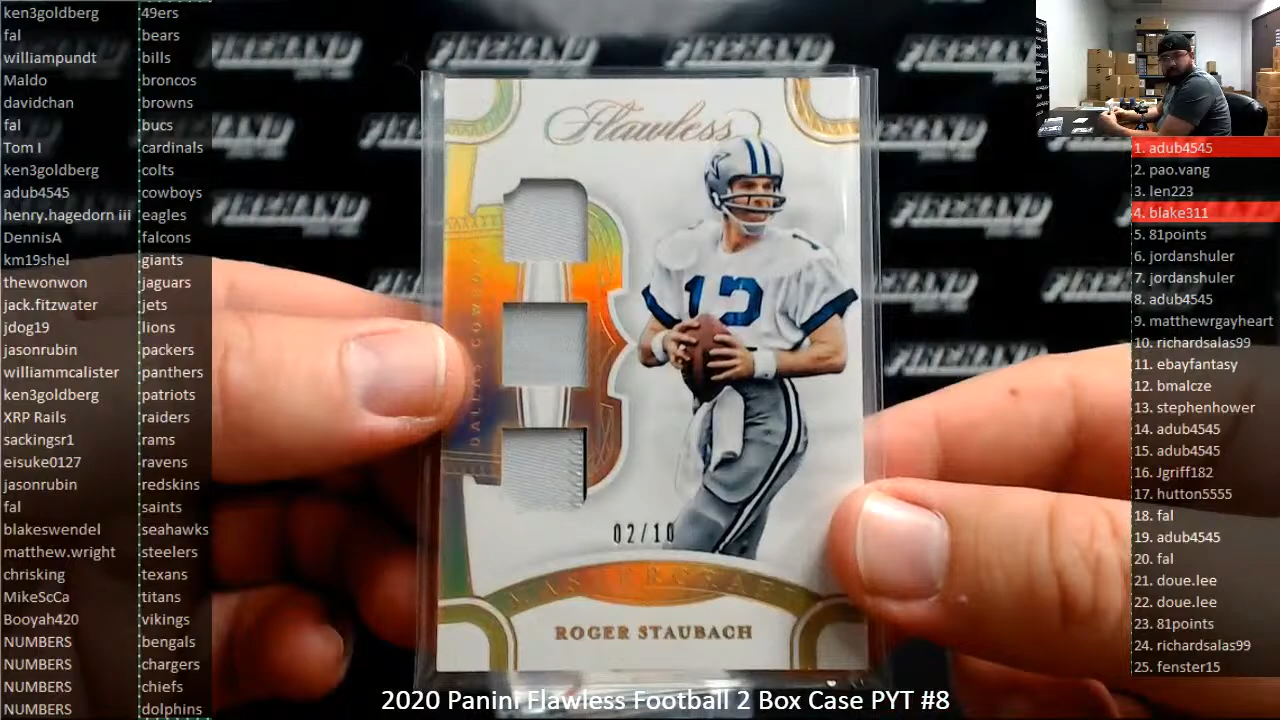 ken3goldberg 49ers
fal bears
williampundt bills
Maldo broncos
davidchan browns
fal bucs
Tom I cardinals
ken3goldberg colts
adub4545 cowboys
henry.hagedorn iii eagles
DennisA falcons
km19shel giants
thewonwon jaguars
jack.fitzwater jets
jdog19 lions
jasonrubin packers
williammcalister panthers
ken3goldberg patriots
XRP Rails raiders
sackingsr1 rams
eisuke0127 ravens
jasonrubin redskins
fal saints
blakeswendel seahawks
matthew.wright steelers
chrisking texans
MikeScCa titans
Booyah420 vikings
NUMBERS bengals
NUMBERS chargers
NUMBERS chiefs
NUMBERS dolphins
FIREHAND
FIREHAND
FIREHAND
FIREHAND
Flawless
DALLAS COWBOYS
12
02/10
ROGER STAUBACH
1. adub4545
2. pao.vang
3. len223
4. blake311
5. 81points
6. jordanshuler
7. jordanshuler
8. adub4545
9. matthewrgayheart
10. richardsalas99
11. ebayfantasy
12. bmalcze
13. stephenhower
14. adub4545
15. adub4545
16. Jgriff182
17. hutton5555
18. fal
19. adub4545
20. fal
21. doue.lee
22. doue.lee
23. 81points
24. richardsalas99
25. fenster15
2020 Panini Flawless Football 2 Box Case PYT #8